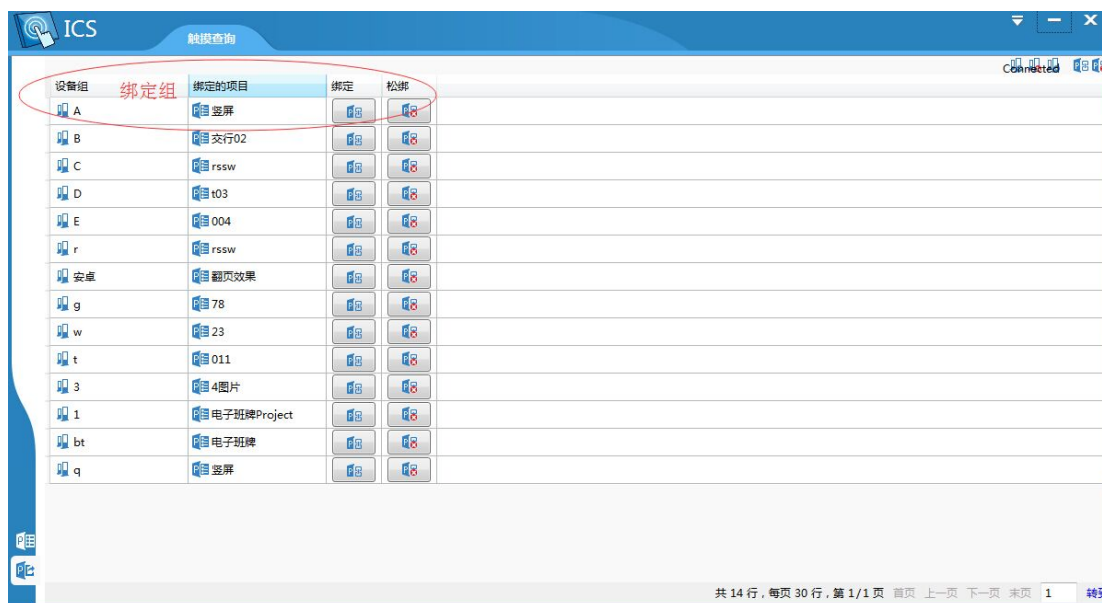 ICS
触摸查询
Connected
设备组 绑定组 绑定的项目 绑定 松绑
A 竖屏
B 交行02
C rssw
D t03
E 004
r rssw
安卓 翻页效果
g 78
w 23
t 011
3 4图片
1 电子班牌Project
bt 电子班牌
q 竖屏
共 14 行，每页 30 行，第 1/1 页 首页 上一页 下一页 末页 1 转